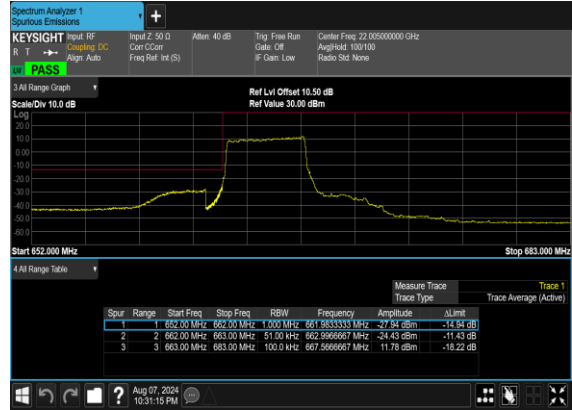 Spectrum Analyzer 1
Spurious Emissions
KEYSIGHT Input: RF Input Z: 50 Ω Atten: 40 dB Trig: Free Run Center Freq: 22.005000000 GHz
R T Coupling: DC Corr CCorr Gate: Off Avg|Hold: 100/100
Align: Auto Freq Ref: Int (S) IF Gain: Low Radio Std: None
PASS
3 All Range Graph Ref Lvl Offset 10.50 dB
Scale/Div 10.0 dB Ref Value 30.00 dBm
Log
20.0
10.0
0.00
-10.0
-20.0
-30.0
-40.0
-50.0
-60.0
Start 652.000 MHz Stop 683.000 MHz
4 All Range Table
Measure Trace Trace 1
Trace Type Trace Average (Active)
Spur Range Start Freq Stop Freq RBW Frequency Amplitude ΔLimit
1 1 652.00 MHz 662.00 MHz 1.000 MHz 661.9833333 MHz -27.94 dBm -14.94 dB
2 2 662.00 MHz 663.00 MHz 51.00 kHz 662.9966667 MHz -24.43 dBm -11.43 dB
3 3 663.00 MHz 683.00 MHz 100.0 kHz 667.5666667 MHz 11.78 dBm -18.22 dB
? Aug 07, 2024
10:31:15 PM